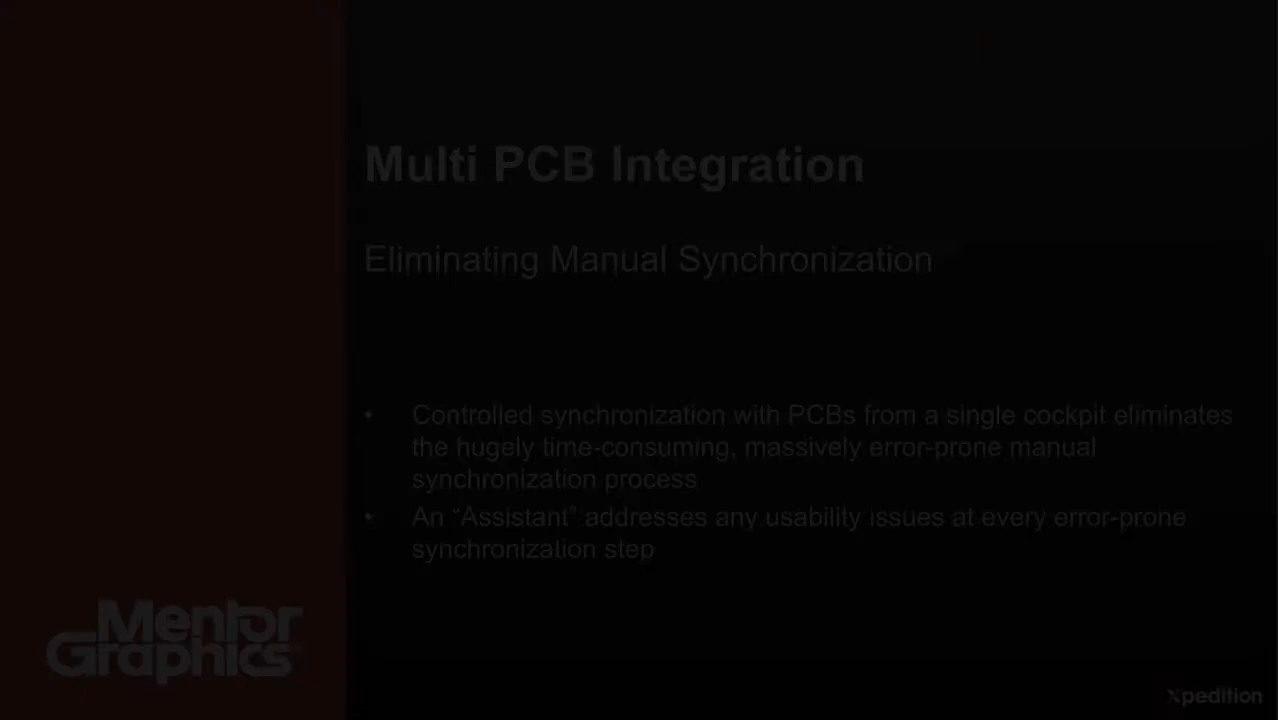 Multi PCB Integration
Eliminating Manual Synchronization
• Controlled synchronization with PCBs from a single cockpit eliminates
the hugely time-consuming, massively error-prone manual
synchronization process
• An “Assistant” addresses any usability issues at every error-prone
synchronization step
Mentor
Graphics
Xpedition